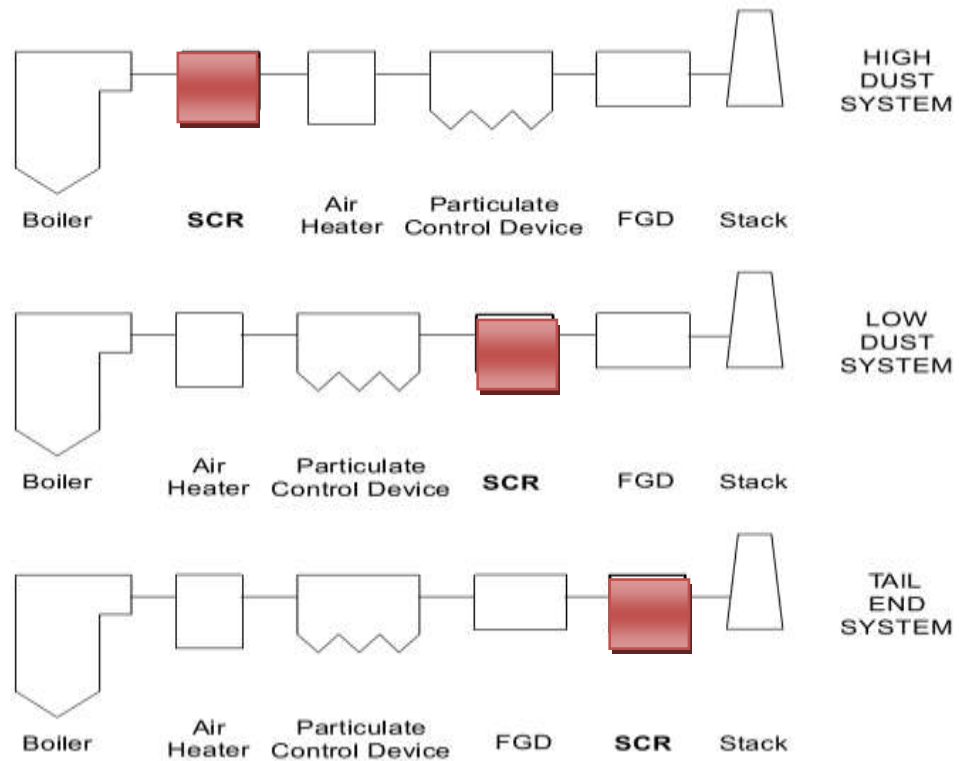 HIGH
DUST
SYSTEM
Boiler
SCR
Air
Heater
Particulate
Control Device
FGD
Stack
LOW
DUST
SYSTEM
Boiler
Air
Heater
Particulate
Control Device
SCR
FGD
Stack
TAIL
END
SYSTEM
Boiler
Air
Heater
Particulate
Control Device
FGD
SCR
Stack